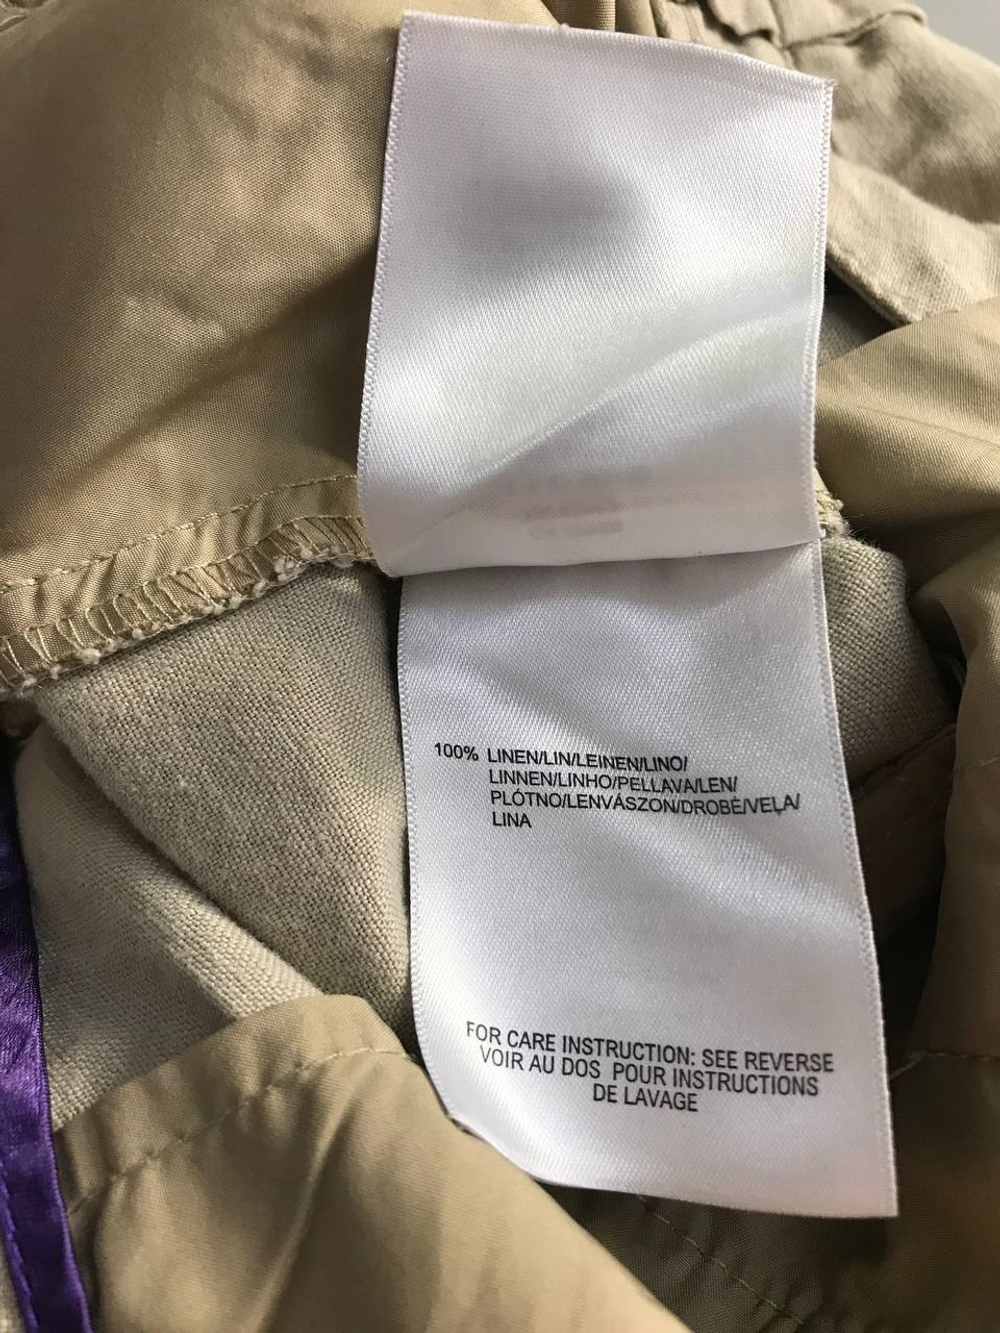 100% LINEN/LIN/LEINEN/LINO/
LINNEN/LINHO/PELLAVA/LEN/
PLÓTNO/LENVÁSZON/DROBĖ/VEĻA/
LINA
FOR CARE INSTRUCTION: SEE REVERSE
VOIR AU DOS POUR INSTRUCTIONS
DE LAVAGE